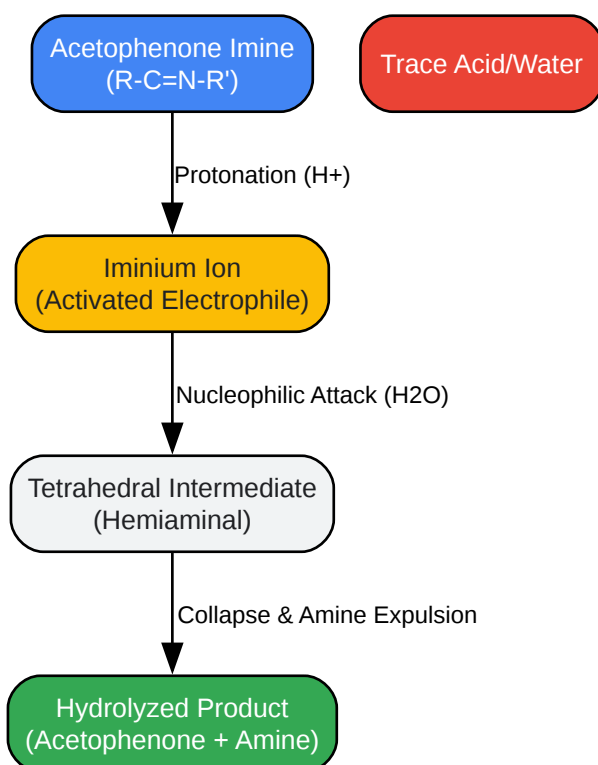 Acetophenone Imine
(R-C=N-R')
Trace Acid/Water
Protonation (H+)
Iminium Ion
(Activated Electrophile)
Nucleophilic Attack (H2O)
Tetrahedral Intermediate
(Hemiaminal)
Collapse & Amine Expulsion
Hydrolyzed Product
(Acetophenone + Amine)